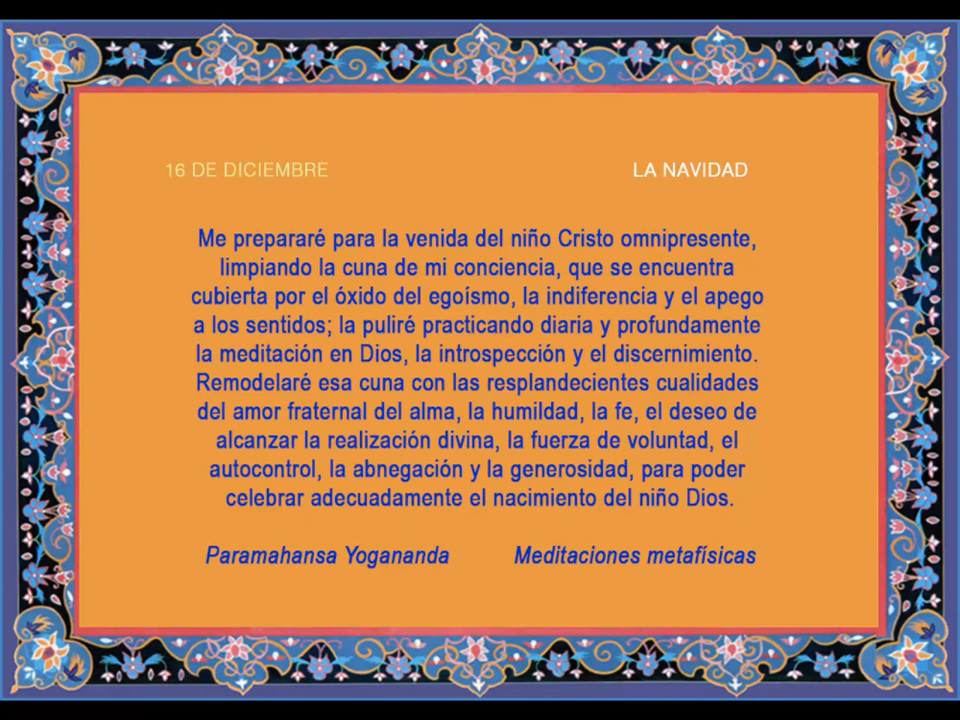 16 DE DICIEMBRE LA NAVIDAD
Me prepararé para la venida del niño Cristo omnipresente,
limpiando la cuna de mi conciencia, que se encuentra
cubierta por el óxido del egoísmo, la indiferencia y el apego
a los sentidos; la puliré practicando diaria y profundamente
la meditación en Dios, la introspección y el discernimiento.
Remodelaré esa cuna con las resplandecientes cualidades
del amor fraternal del alma, la humildad, la fe, el deseo de
alcanzar la realización divina, la fuerza de voluntad, el
autocontrol, la abnegación y la generosidad, para poder
celebrar adecuadamente el nacimiento del niño Dios.
Paramahansa Yogananda Meditaciones metafísicas